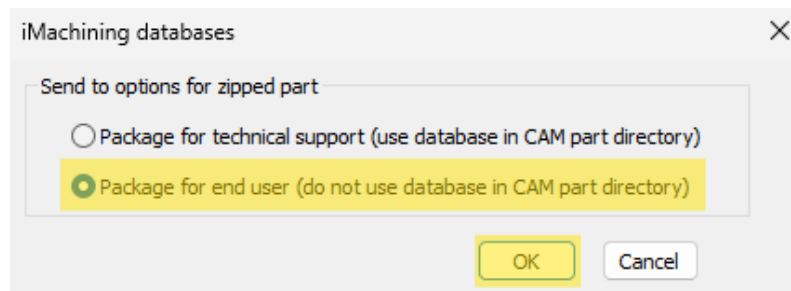 iMachining databases
Send to options for zipped part
Package for technical support (use database in CAM part directory)
Package for end user (do not use database in CAM part directory)
OK Cancel